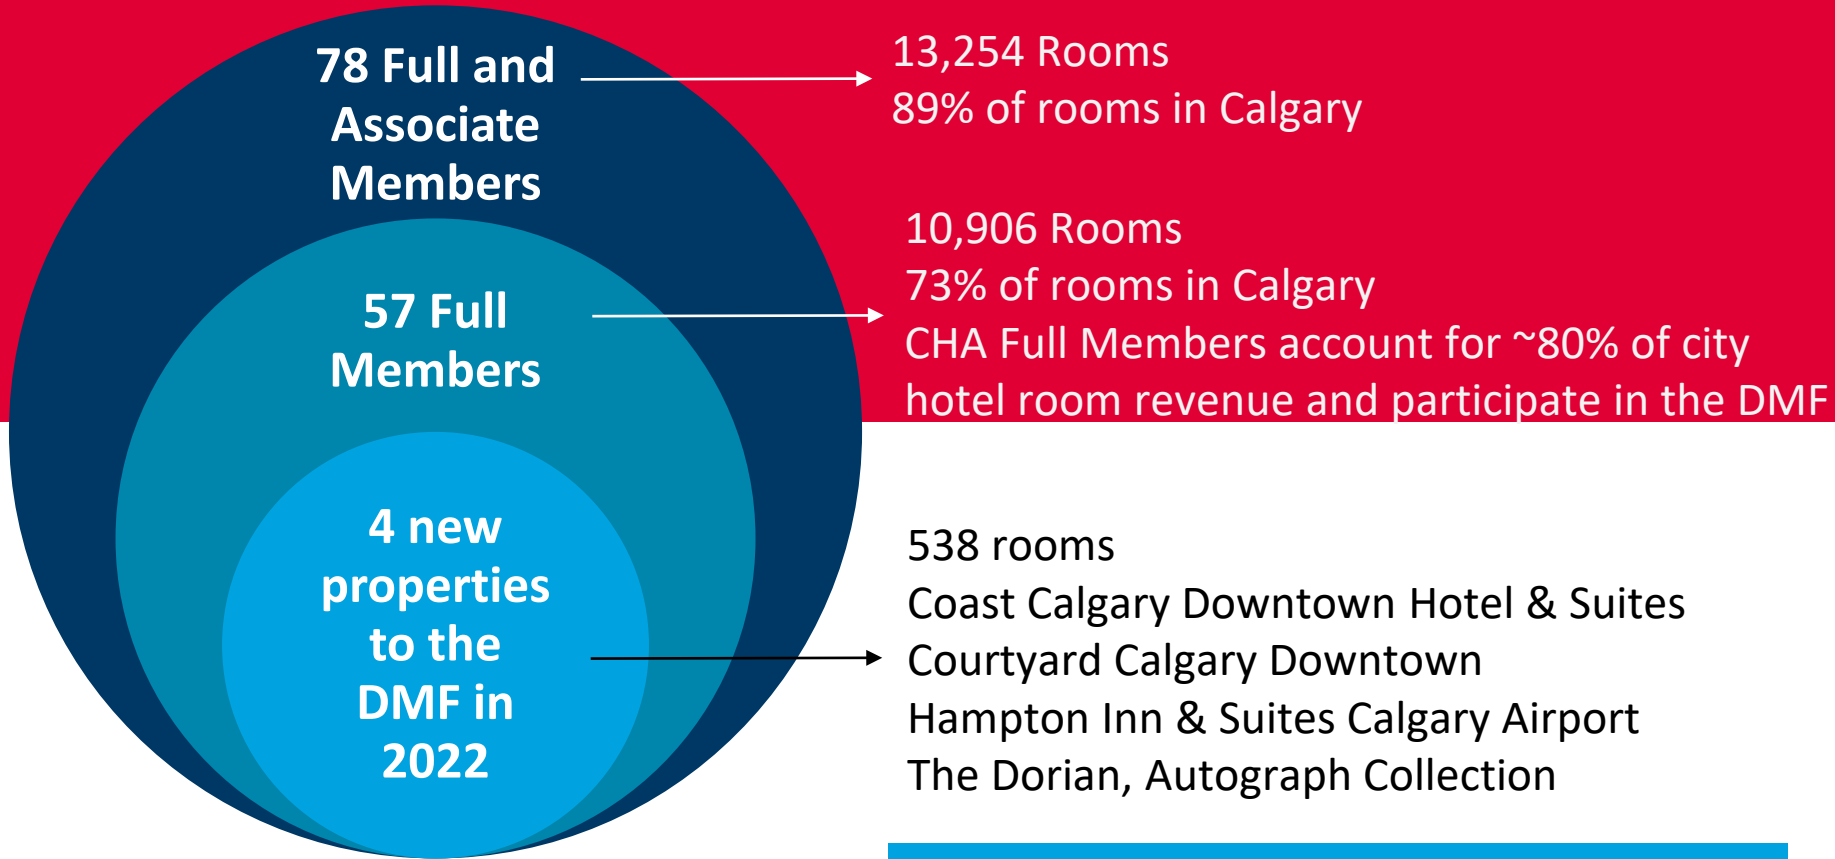 78 Full and
Associate
Members
13,254 Rooms
89% of rooms in Calgary
57 Full
Members
10,906 Rooms
73% of rooms in Calgary
CHA Full Members account for ~80% of city
hotel room revenue and participate in the DMF
4 new
properties
to the
DMF in
2022
538 rooms
Coast Calgary Downtown Hotel & Suites
Courtyard Calgary Downtown
Hampton Inn & Suites Calgary Airport
The Dorian, Autograph Collection